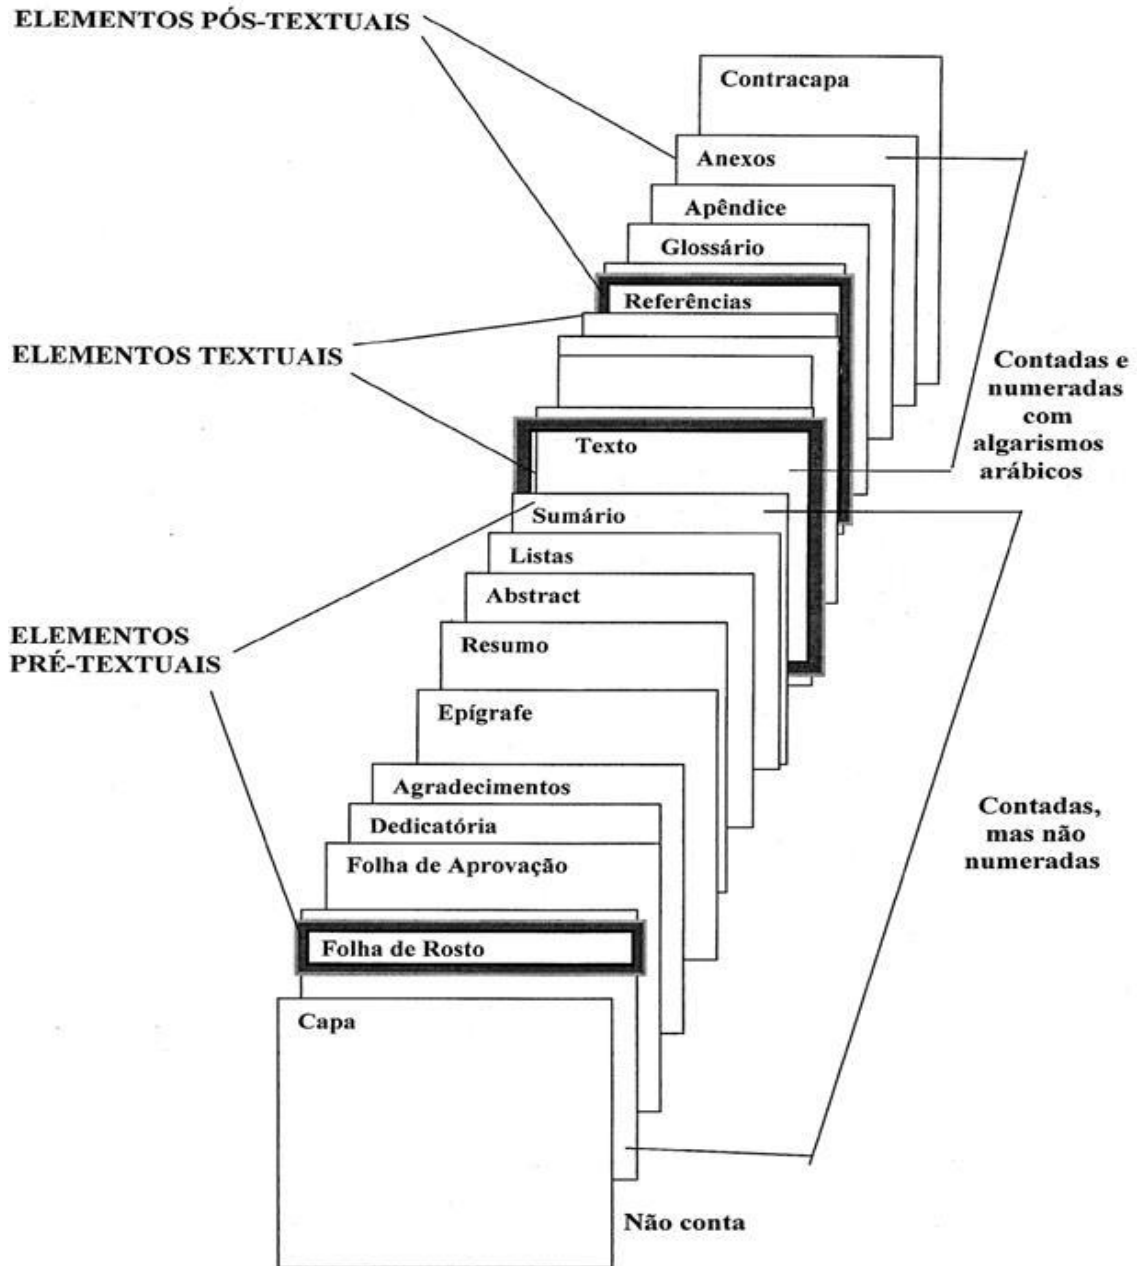 ELEMENTOS PÓS-TEXTUAIS
Contracapa
Anexos
Apêndice
Glossário
Referências
ELEMENTOS TEXTUAIS
Contadas e
numeradas
com
algarismos
arábicos
Texto
Sumário
Listas
Abstract
ELEMENTOS
PRÉ-TEXTUAIS
Resumo
Epígrafe
Agradecimentos
Dedicatória
Folha de Aprovação
Contadas,
mas não
numeradas
Folha de Rosto
Capa
Não conta